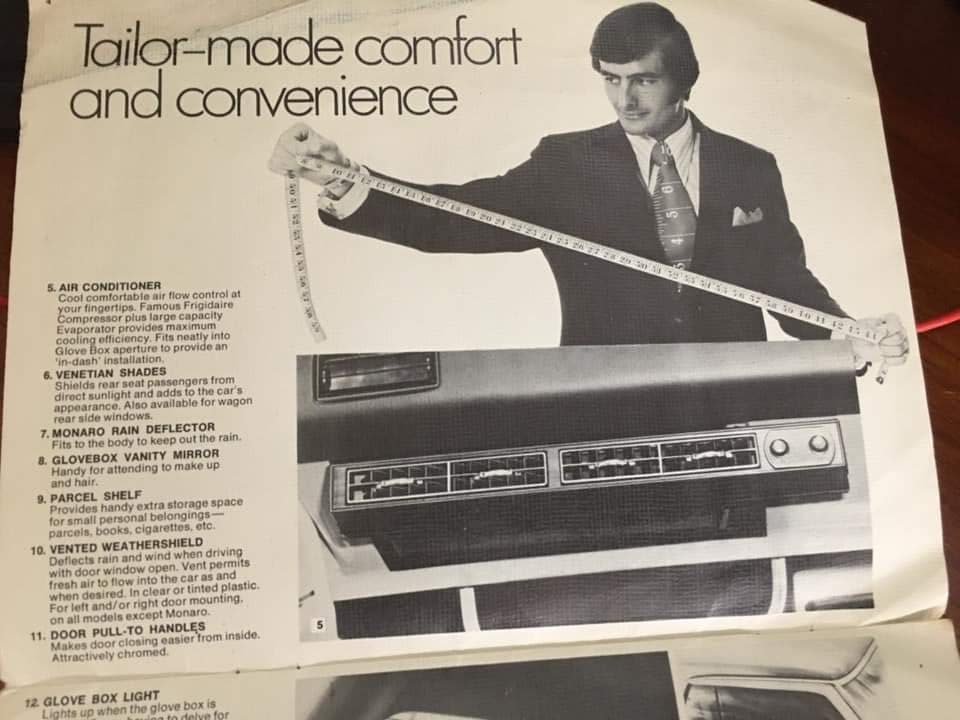 Tailor-made comfort
and convenience
5. AIR CONDITIONER
Cool comfortable air flow control at
your fingertips. Famous Frigidaire
Compressor plus large capacity
Evaporator provides maximum
cooling efficiency. Fits neatly into
Glove Box aperture to provide an
'in-dash' installation.
6. VENETIAN SHADES
Shields rear seat passengers from
direct sunlight and adds to the car's
appearance. Also available for wagon
rear side windows.
7. MONARO RAIN DEFLECTOR
Fits to the body to keep out the rain.
8. GLOVEBOX VANITY MIRROR
Handy for attending to make up
and hair.
9. PARCEL SHELF
Provides handy extra storage space
for small personal belongings—
parcels, books, cigarettes, etc.
10. VENTED WEATHERSHIELD
Deflects rain and wind when driving
with door window open. Vent permits
fresh air to flow into the car as and
when desired. In clear or tinted plastic.
For left and/or right door mounting,
on all models except Monaro.
11. DOOR PULL-TO HANDLES
Makes door closing easier from inside.
Attractively chromed.
5
12. GLOVE BOX LIGHT
Lights up when the glove box is
to delve for